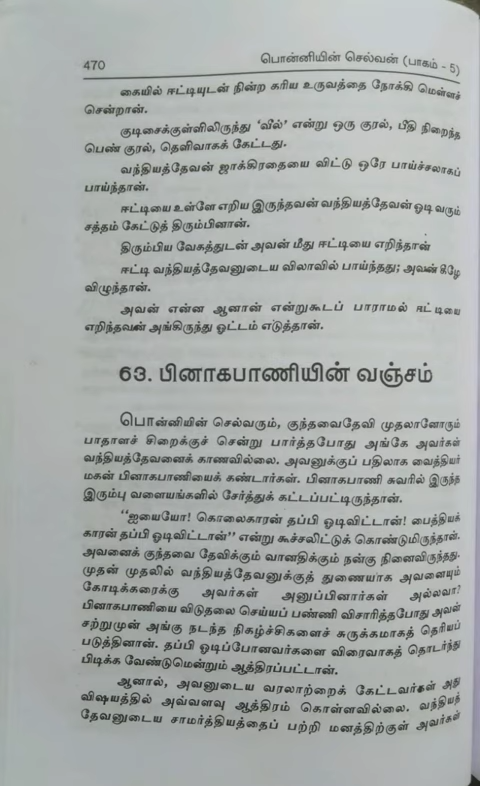 470
பொன்னியின் செல்வன் (பாகம் - 5)
கையில் ஈட்டியுடன் நின்ற கரிய உருவத்தை நோக்கி மெள்ளச்
சென்றான்.
குடிசைக்குள்ளிலிருந்து 'வீல்' என்று ஒரு குரல், பீதி நிறைந்த
பெண் குரல், தெளிவாகக் கேட்டது.
வந்தியத்தேவன் ஜாக்கிரதையை விட்டு ஒரே பாய்ச்சலாகப்
பாய்ந்தான்.
ஈட்டியை உள்ளே எறிய இருந்தவன் வந்தியத்தேவன் ஓடி வரும்
சத்தம் கேட்டுத் திரும்பினான்.
திரும்பிய வேகத்துடன் அவன் மீது ஈட்டியை எறிந்தான்
ஈட்டி வந்தியத்தேவனுடைய விலாவில் பாய்ந்தது; அவன் கீழே
விழுந்தான்.
அவன் என்ன ஆனான் என்றுகூடப் பாராமல் ஈட்டியை
எறிந்தவன் அங்கிருந்து ஓட்டம் எடுத்தான்.
63. பினாகபாணியின் வஞ்சம்
பொன்னியின் செல்வரும், குந்தவைதேவி முதலானோரும்
பாதாளச் சிறைக்குச் சென்று பார்த்தபோது அங்கே அவர்கள்
வந்தியத்தேவனைக் காணவில்லை. அவனுக்குப் பதிலாக வைத்தியர்
மகன் பினாகபாணியைக் கண்டார்கள். பினாகபாணி சுவரில் இருந்த
இரும்பு வளையங்களில் சேர்த்துக் கட்டப்பட்டிருந்தான்.
"ஐயையோ! கொலைகாரன் தப்பி ஓடிவிட்டான்! பைத்தியக்
காரன் தப்பி ஓடிவிட்டான்" என்று கூச்சலிட்டுக் கொண்டுமிருந்தான்.
அவனைக் குந்தவை தேவிக்கும் வானதிக்கும் நன்கு நினைவிருந்தது.
முதன் முதலில் வந்தியத்தேவனுக்குத் துணையாக அவனையும்
கோடிக்கரைக்கு அவர்கள் அனுப்பினார்கள் அல்லவா?
பினாகபாணியை விடுதலை செய்யப் பண்ணி விசாரித்தபோது அவன்
சற்றுமுன் அங்கு நடந்த நிகழ்ச்சிகளைச் சுருக்கமாகத் தெரியப்
படுத்தினான். தப்பி ஓடிப்போனவர்களை விரைவாகத் தொடர்ந்து
பிடிக்க வேண்டுமென்றும் ஆத்திரப்பட்டான்.
ஆனால், அவனுடைய வரலாற்றைக் கேட்டவர்கள் அது
விஷயத்தில் அவ்வளவு ஆத்திரம் கொள்ளவில்லை. வந்தியத்
தேவனுடைய சாமர்த்தியத்தைப் பற்றி மனத்திற்குள் அவர்கள்